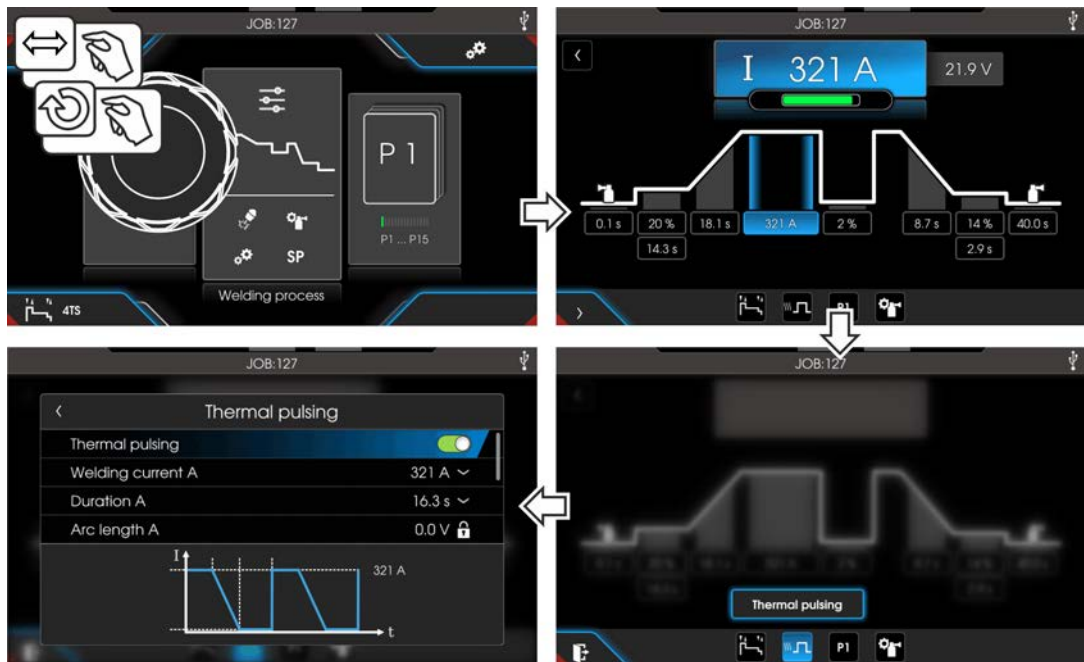 JOB:127
P 1
P1 ... P15
SP
Welding process
4TS
JOB:127
I 321 A
21.9 V
0.1 s
20 %
18.1 s
321 A
2 %
8.7 s
14 %
40.0 s
14.3 s
2.9 s
P1
JOB:127
Thermal pulsing
Thermal pulsing
Welding current A 321 A
Duration A 16.3 s
Arc length A 0.0 V
I
321 A
t
JOB:127
Thermal pulsing
P1